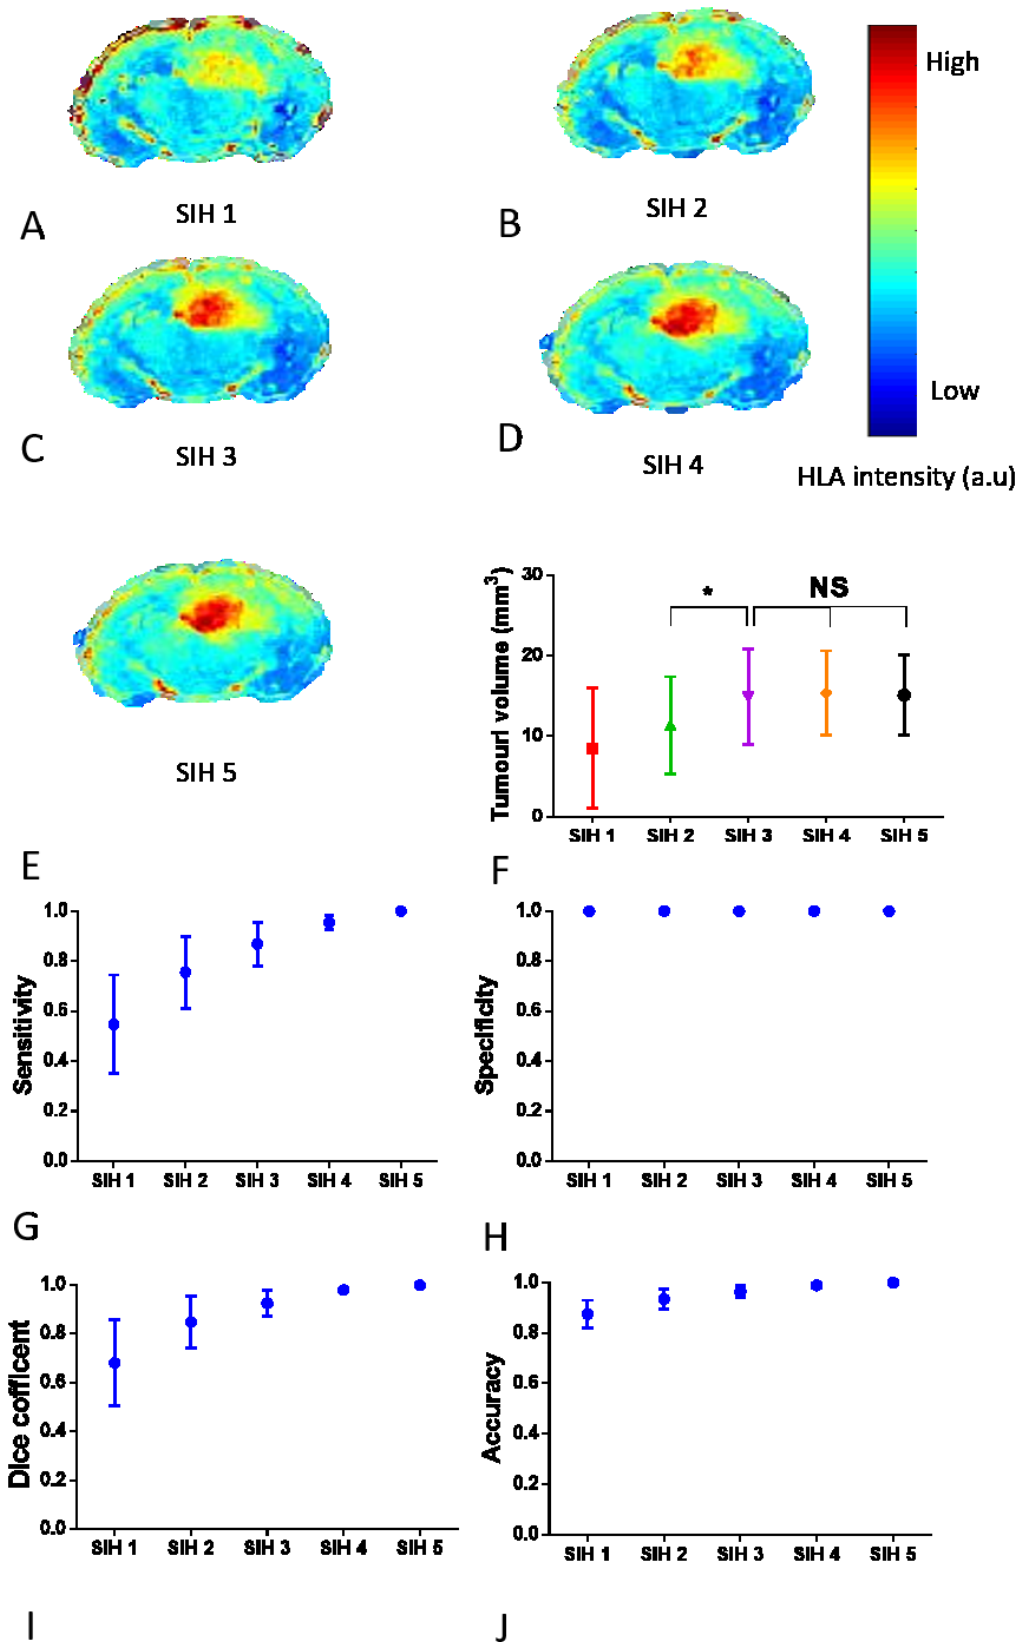 High
Low
HLA intensity (a.u)
SIH 1
A
SIH 2
B
SIH 3
C
SIH 4
D
SIH 5
E
Tumourl volume (mm³)
30
20
10
0
*
NS
SIH 1 SIH 2 SIH 3 SIH 4 SIH 5
F
Sensitivity
1.0
0.8
0.6
0.4
0.2
0.0
SIH 1 SIH 2 SIH 3 SIH 4 SIH 5
G
Specificity
1.0
0.8
0.6
0.4
0.2
0.0
SIH 1 SIH 2 SIH 3 SIH 4 SIH 5
H
Dice cofficent
1.0
0.8
0.6
0.4
0.2
0.0
SIH 1 SIH 2 SIH 3 SIH 4 SIH 5
I
Accuracy
1.0
0.8
0.6
0.4
0.2
0.0
SIH 1 SIH 2 SIH 3 SIH 4 SIH 5
J